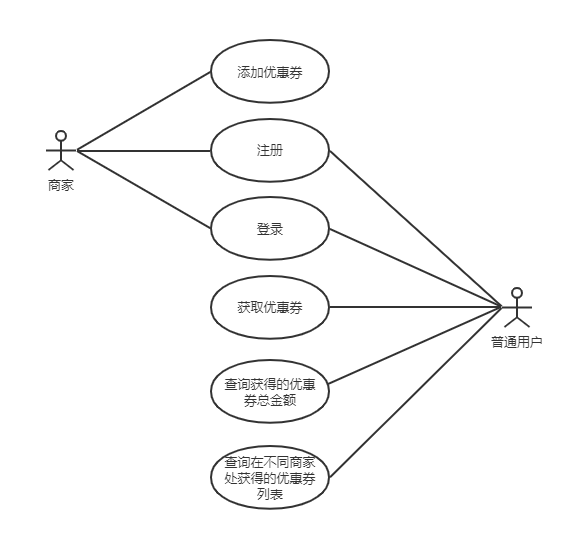 添加优惠券
注册
商家
登录
获取优惠券
普通用户
查询获得的优惠
券总金额
查询在不同商家
处获得的优惠券
列表